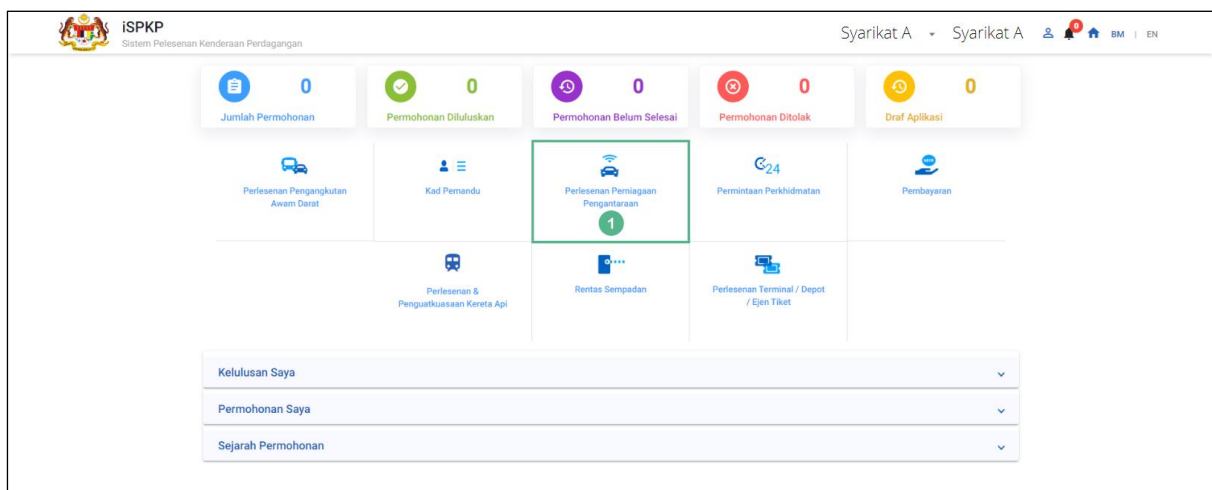 iSPKP
Sistem Pelesenan Kenderaan Perdagangan
Syarikat A Syarikat A 0 BM | EN
0 0 0 0 0
Jumlah Permohonan Permohonan Diluluskan Permohonan Belum Selesai Permohonan Ditolak Draf Aplikasi
24
Perlesenan Pengangkutan Awam Darat
Kad Pemandu
Perlesenan Perniagaan Pengantaraan
1
Permintaan Perkhidmatan
Pembayaran
Perlesenan &
Penguatkuasaan Kereta Api
Rentas Sempadan
Perlesenan Terminal / Depot
/ Ejen Tiket
Kelulusan Saya
Permohonan Saya
Sejarah Permohonan